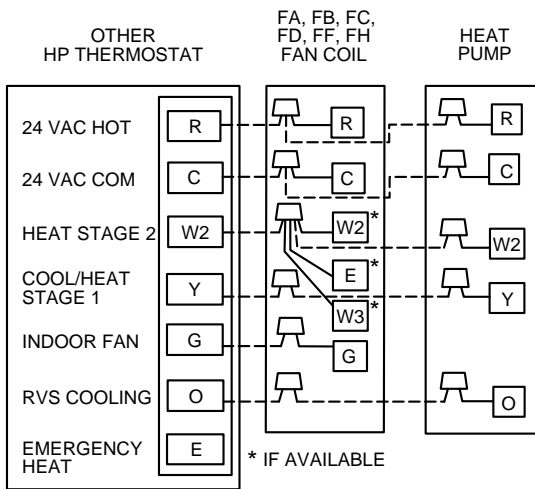 OTHER
HP THERMOSTAT
FA, FB, FC,
FD, FF, FH
FAN COIL
HEAT
PUMP
24 VAC HOT
R
R
R
24 VAC COM
C
C
C
HEAT STAGE 2
W2
W2 *
W2
E *
COOL/HEAT
STAGE 1
Y
W3 *
Y
INDOOR FAN
G
G
RVS COOLING
O
O
EMERGENCY
HEAT
E
* IF AVAILABLE